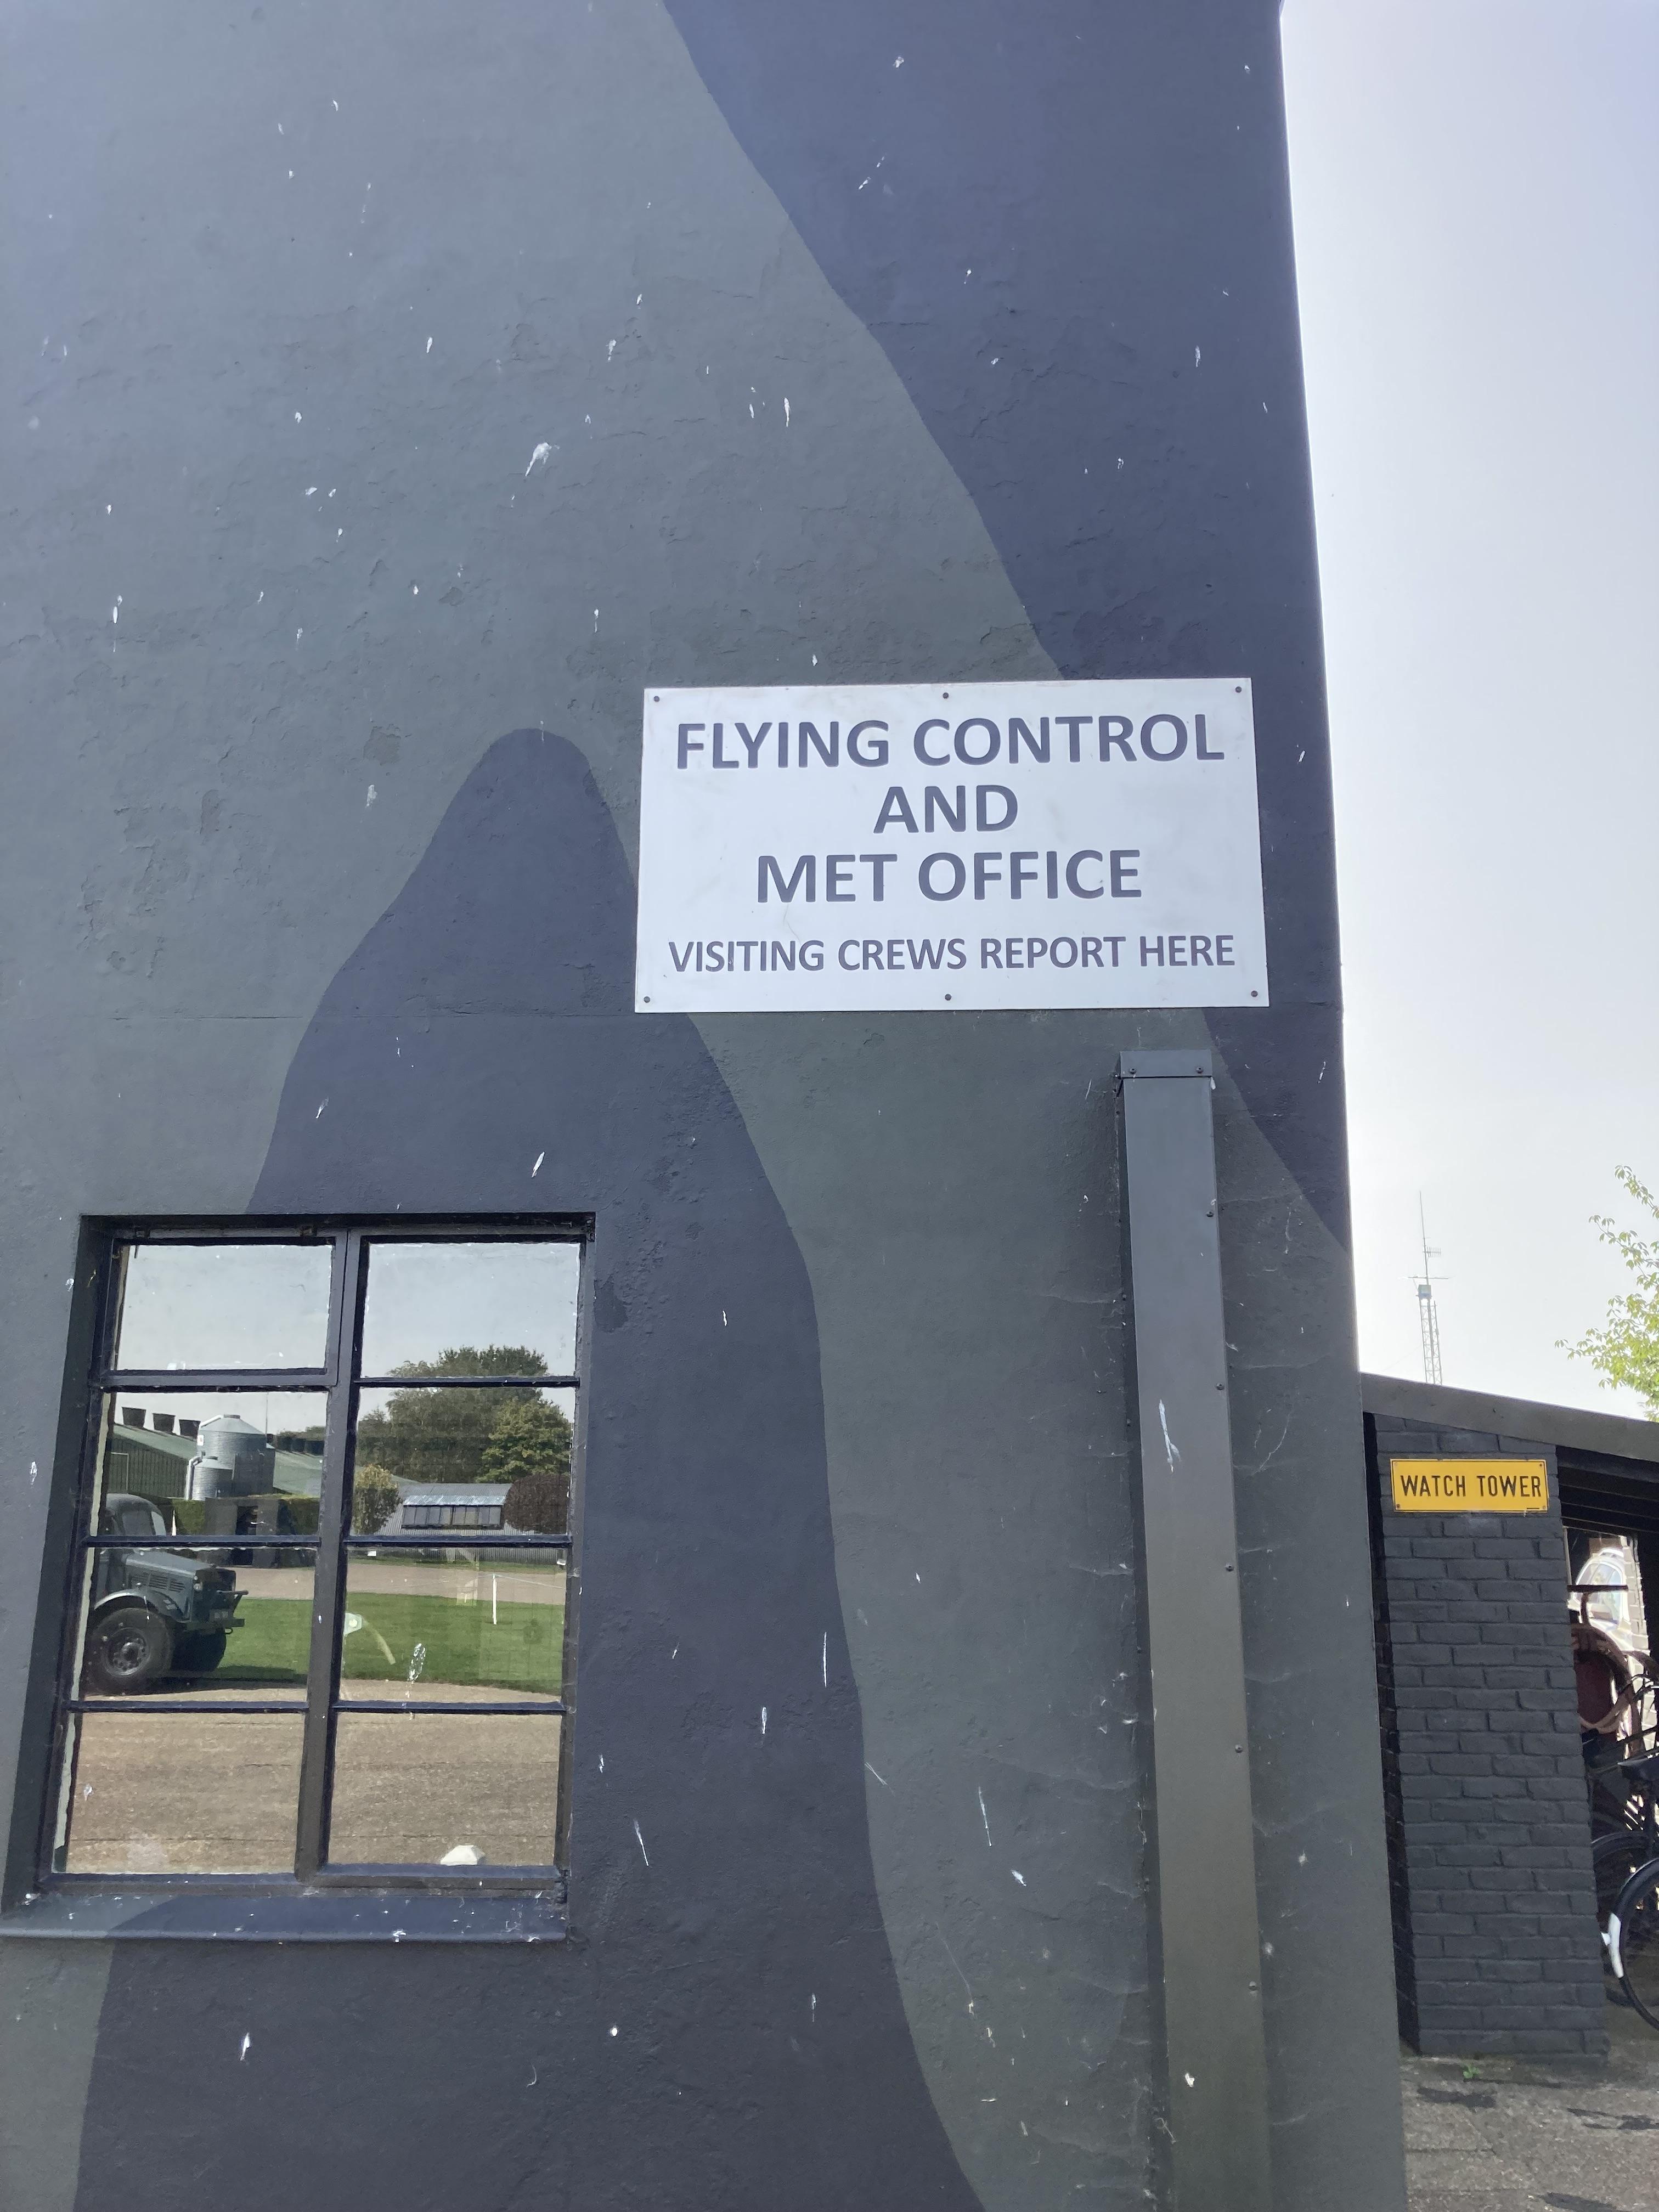 FLYING CONTROL
AND
MET OFFICE
VISITING CREWS REPORT HERE
WATCH TOWER